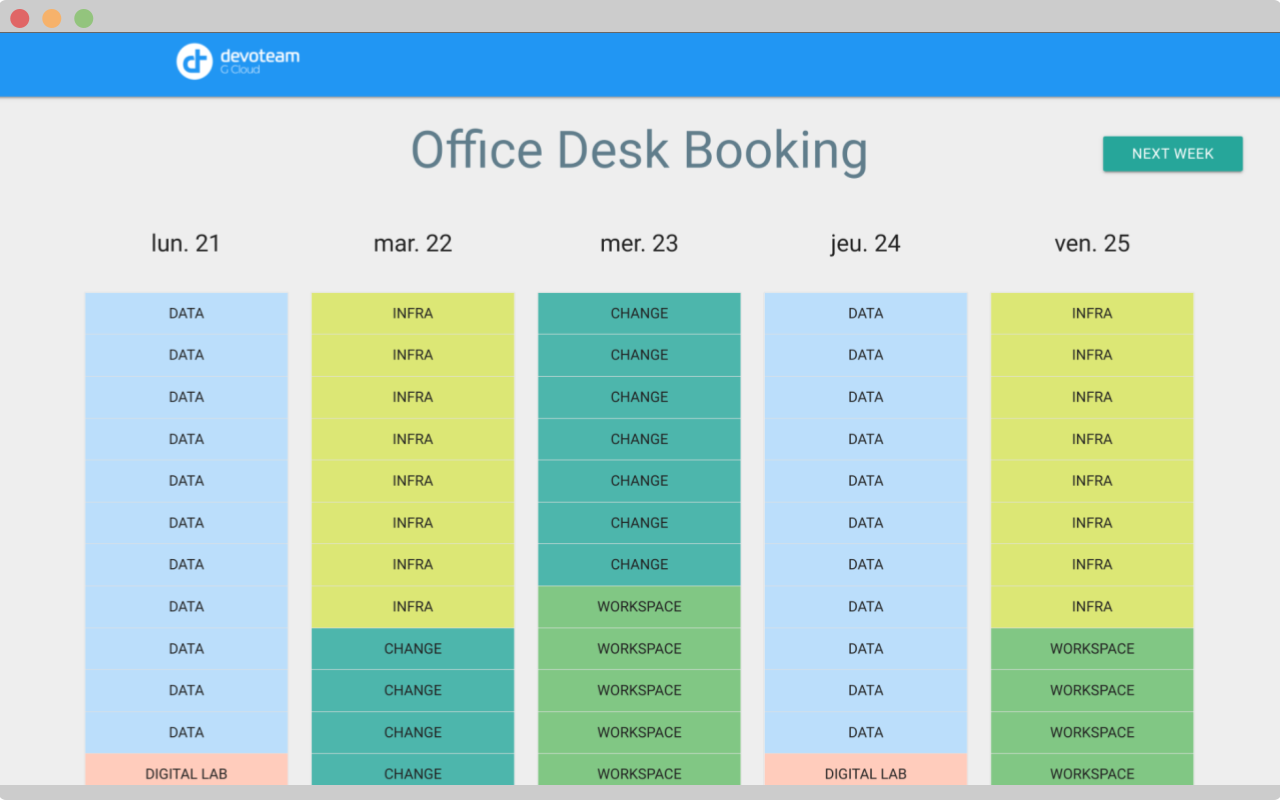 devoteam
G Cloud
Office Desk Booking
NEXT WEEK
lun. 21 mar. 22 mer. 23 jeu. 24 ven. 25
DATA INFRA CHANGE DATA INFRA
DATA INFRA CHANGE DATA INFRA
DATA INFRA CHANGE DATA INFRA
DATA INFRA CHANGE DATA INFRA
DATA INFRA CHANGE DATA INFRA
DATA INFRA CHANGE DATA INFRA
DATA INFRA CHANGE DATA INFRA
DATA INFRA WORKSPACE DATA INFRA
DATA CHANGE WORKSPACE DATA WORKSPACE
DATA CHANGE WORKSPACE DATA WORKSPACE
DATA CHANGE WORKSPACE DATA WORKSPACE
DIGITAL LAB CHANGE WORKSPACE DIGITAL LAB WORKSPACE